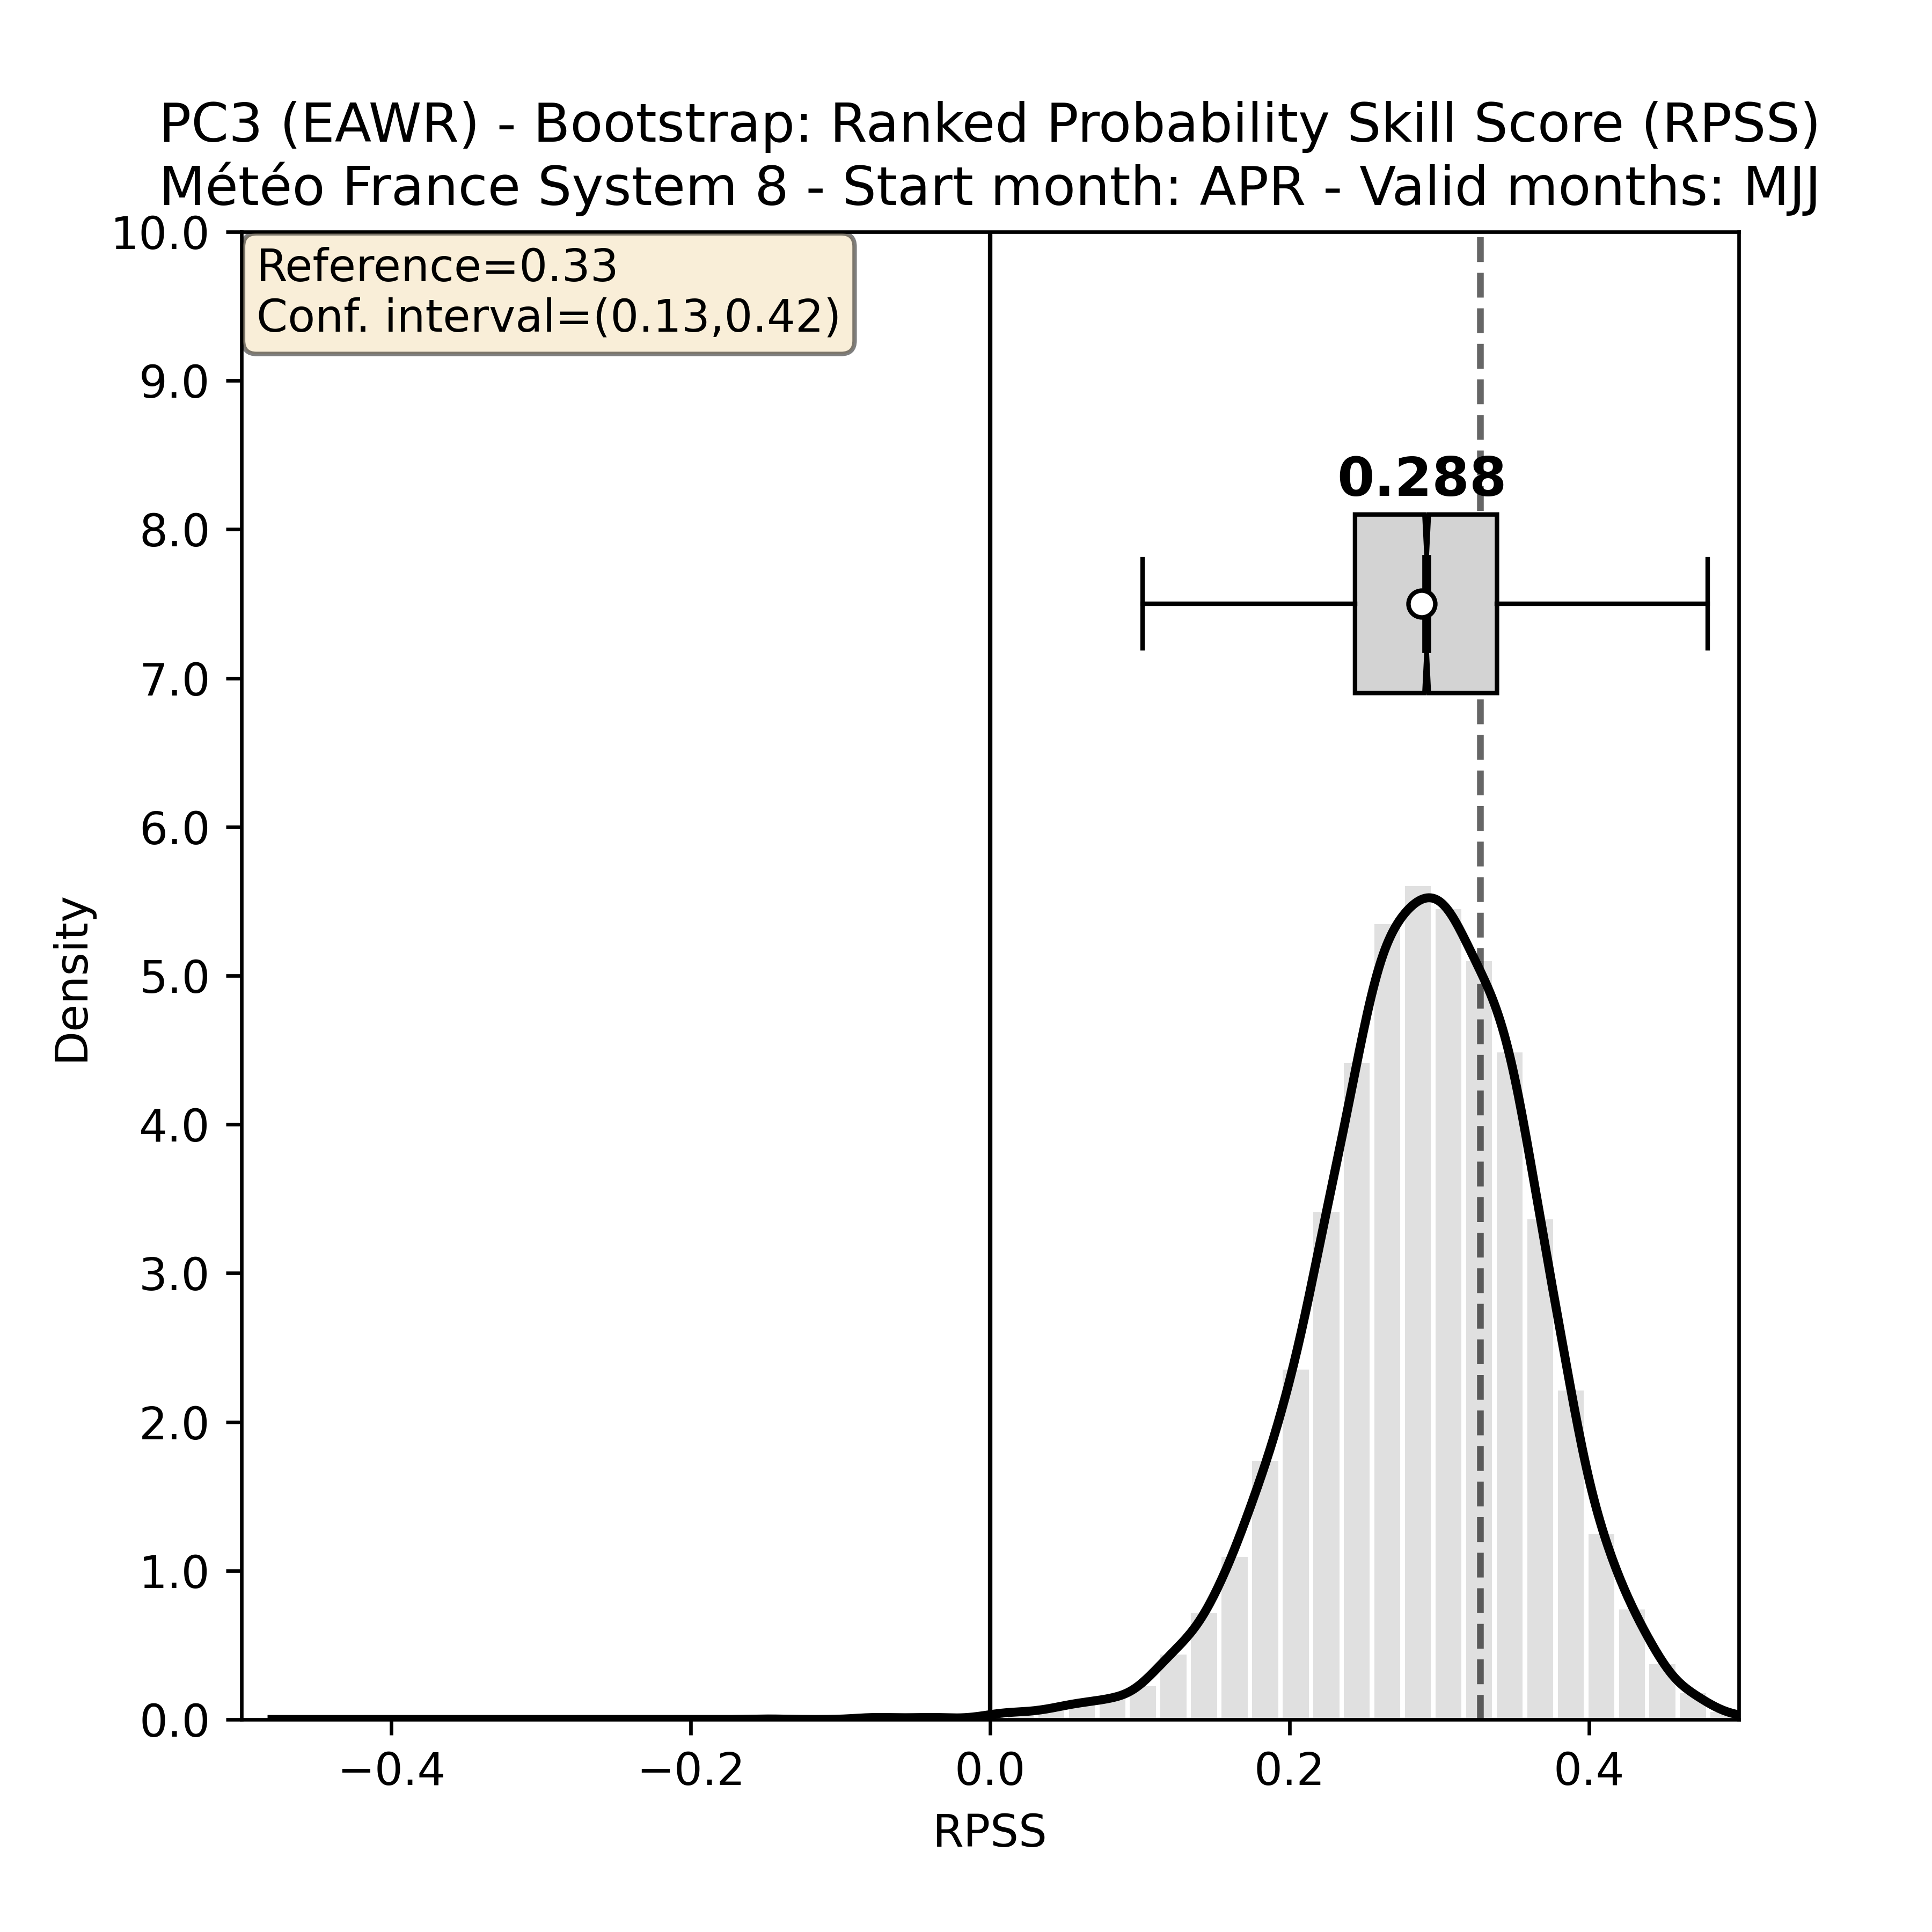 PC3 (EAWR) - Bootstrap: Ranked Probability Skill Score (RPSS)
Météo France System 8 - Start month: APR - Valid months: MJJ
Reference=0.33
Conf. interval=(0.13,0.42)
0.288
10.0
9.0
8.0
7.0
6.0
5.0
4.0
3.0
2.0
1.0
0.0
Density
−0.4 −0.2 0.0 0.2 0.4
RPSS